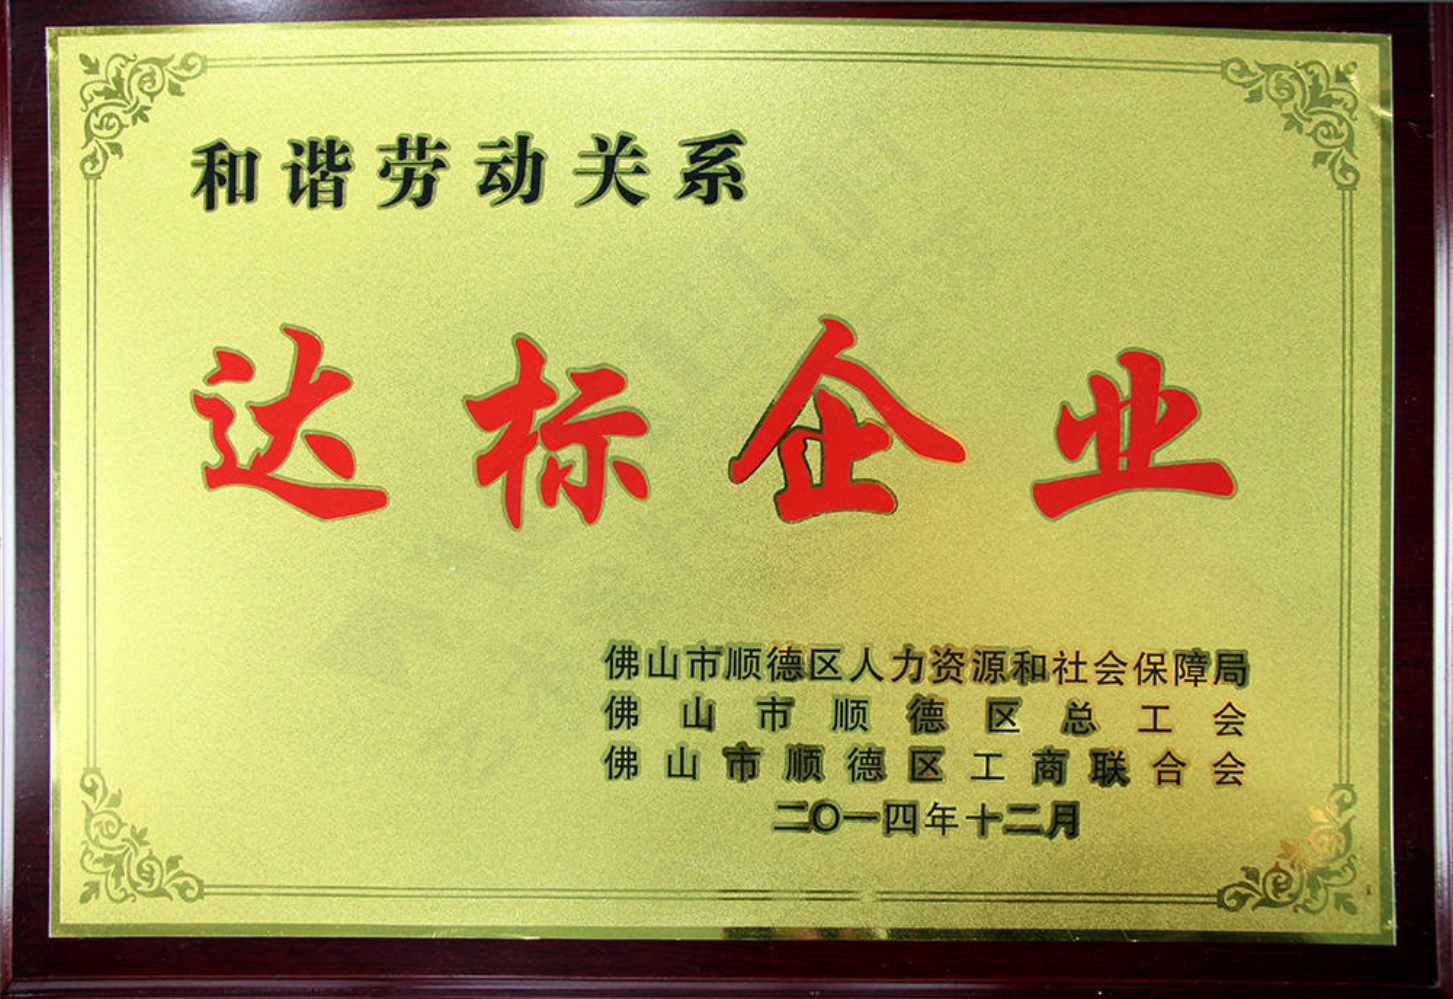 和谐劳动关系
达标企业
佛山市顺德区人力资源和社会保障局
佛山市顺德区总工会
佛山市顺德区工商联合会
二〇一四年十二月